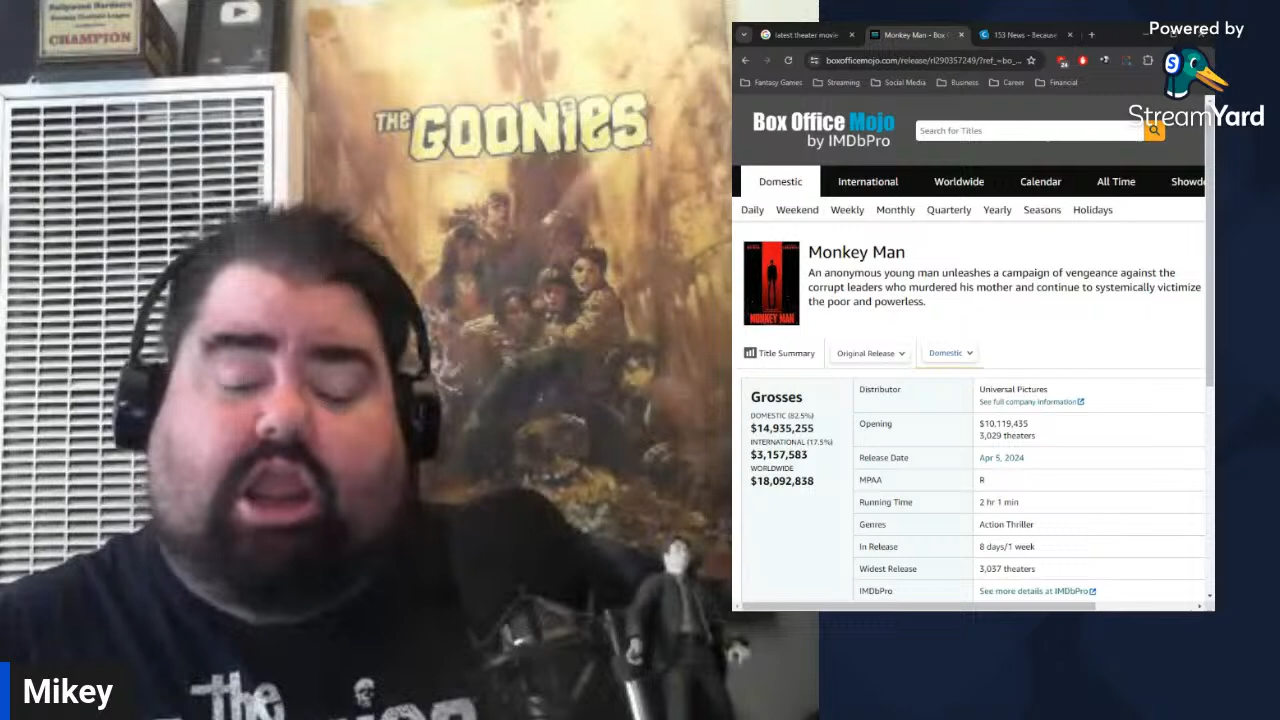 Hollywood Hardcore
CHAMPION
THE GOONIES
Mikey
the
Powered by
StreamYard
latest theater movie
Monkey Man - Box
153 News - Because
boxofficemojo.com/release/rl290357249/?ref_=bo_...
Fantasy Games Streaming Social Media Business Career Financial
Box Office Mojo
by IMDbPro
Search for Titles
Domestic International Worldwide Calendar All Time Showd
Daily Weekend Weekly Monthly Quarterly Yearly Seasons Holidays
Monkey Man
An anonymous young man unleashes a campaign of vengeance against the
corrupt leaders who murdered his mother and continue to systemically victimize
the poor and powerless.
MONKEY MAN
Title Summary Original Release Domestic
Grosses
DOMESTIC (82.5%)
$14,935,255
INTERNATIONAL (17.5%)
$3,157,583
WORLDWIDE
$18,092,838
Distributor Universal Pictures
See full company information
Opening $10,119,435
3,029 theaters
Release Date Apr 5, 2024
MPAA R
Running Time 2 hr 1 min
Genres Action Thriller
In Release 8 days/1 week
Widest Release 3,037 theaters
IMDbPro See more details at IMDbPro